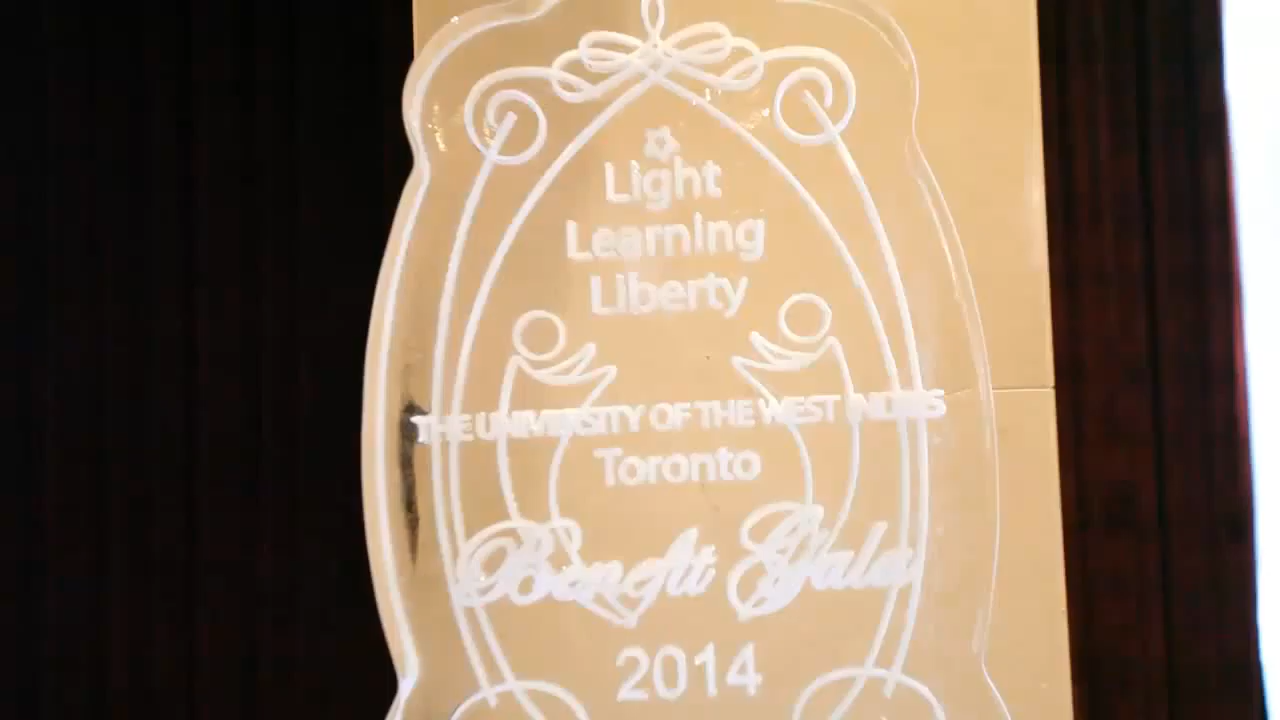 Light
Learning
Liberty
THE UNIVERSITY OF THE WEST INDIES
Toronto
Benefit Gala
2014